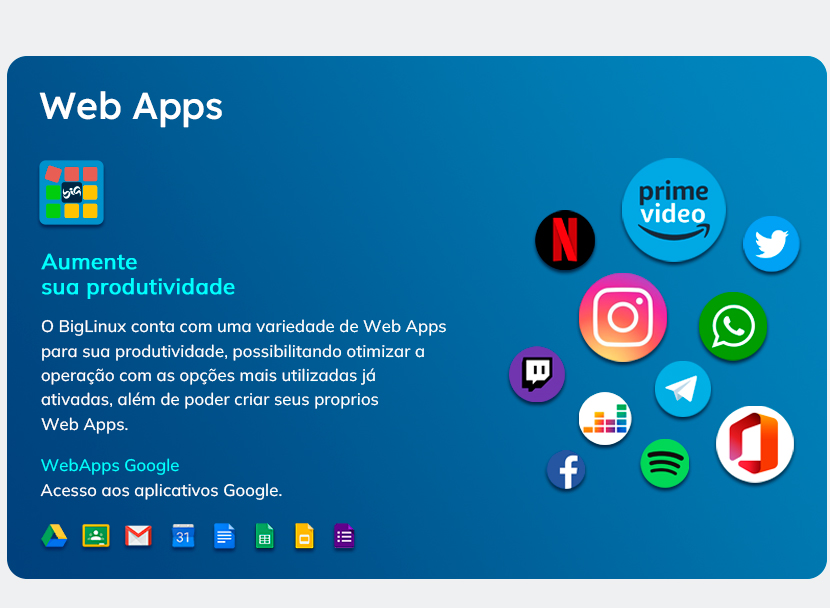 Web Apps
big
Aumente
sua produtividade
O BigLinux conta com uma variedade de Web Apps
para sua produtividade, possibilitando otimizar a
operação com as opções mais utilizadas já
ativadas, além de poder criar seus proprios
Web Apps.
WebApps Google
Acesso aos aplicativos Google.
31
prime
video
N